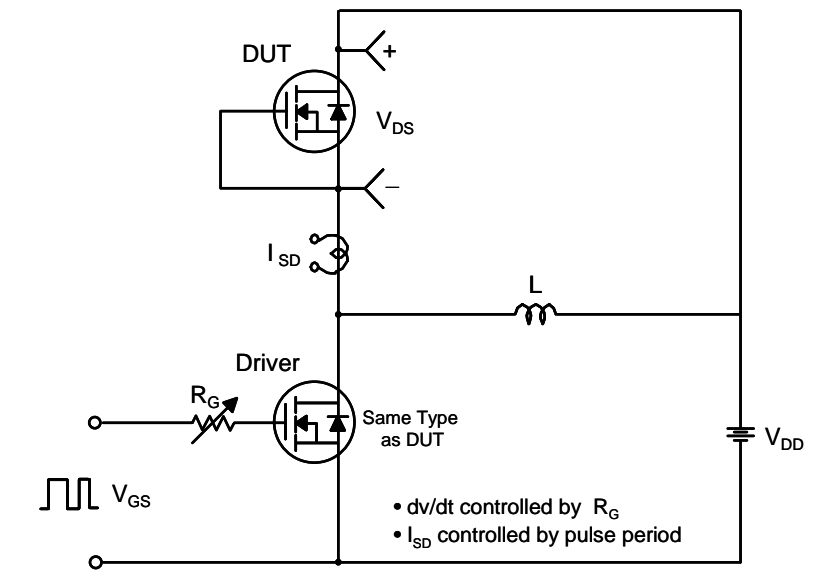 DUT
+
V_DS
−
I_SD
L
Driver
R_G
Same Type
as DUT
V_DD
V_GS
• dv/dt controlled by R_G
• I_SD controlled by pulse period